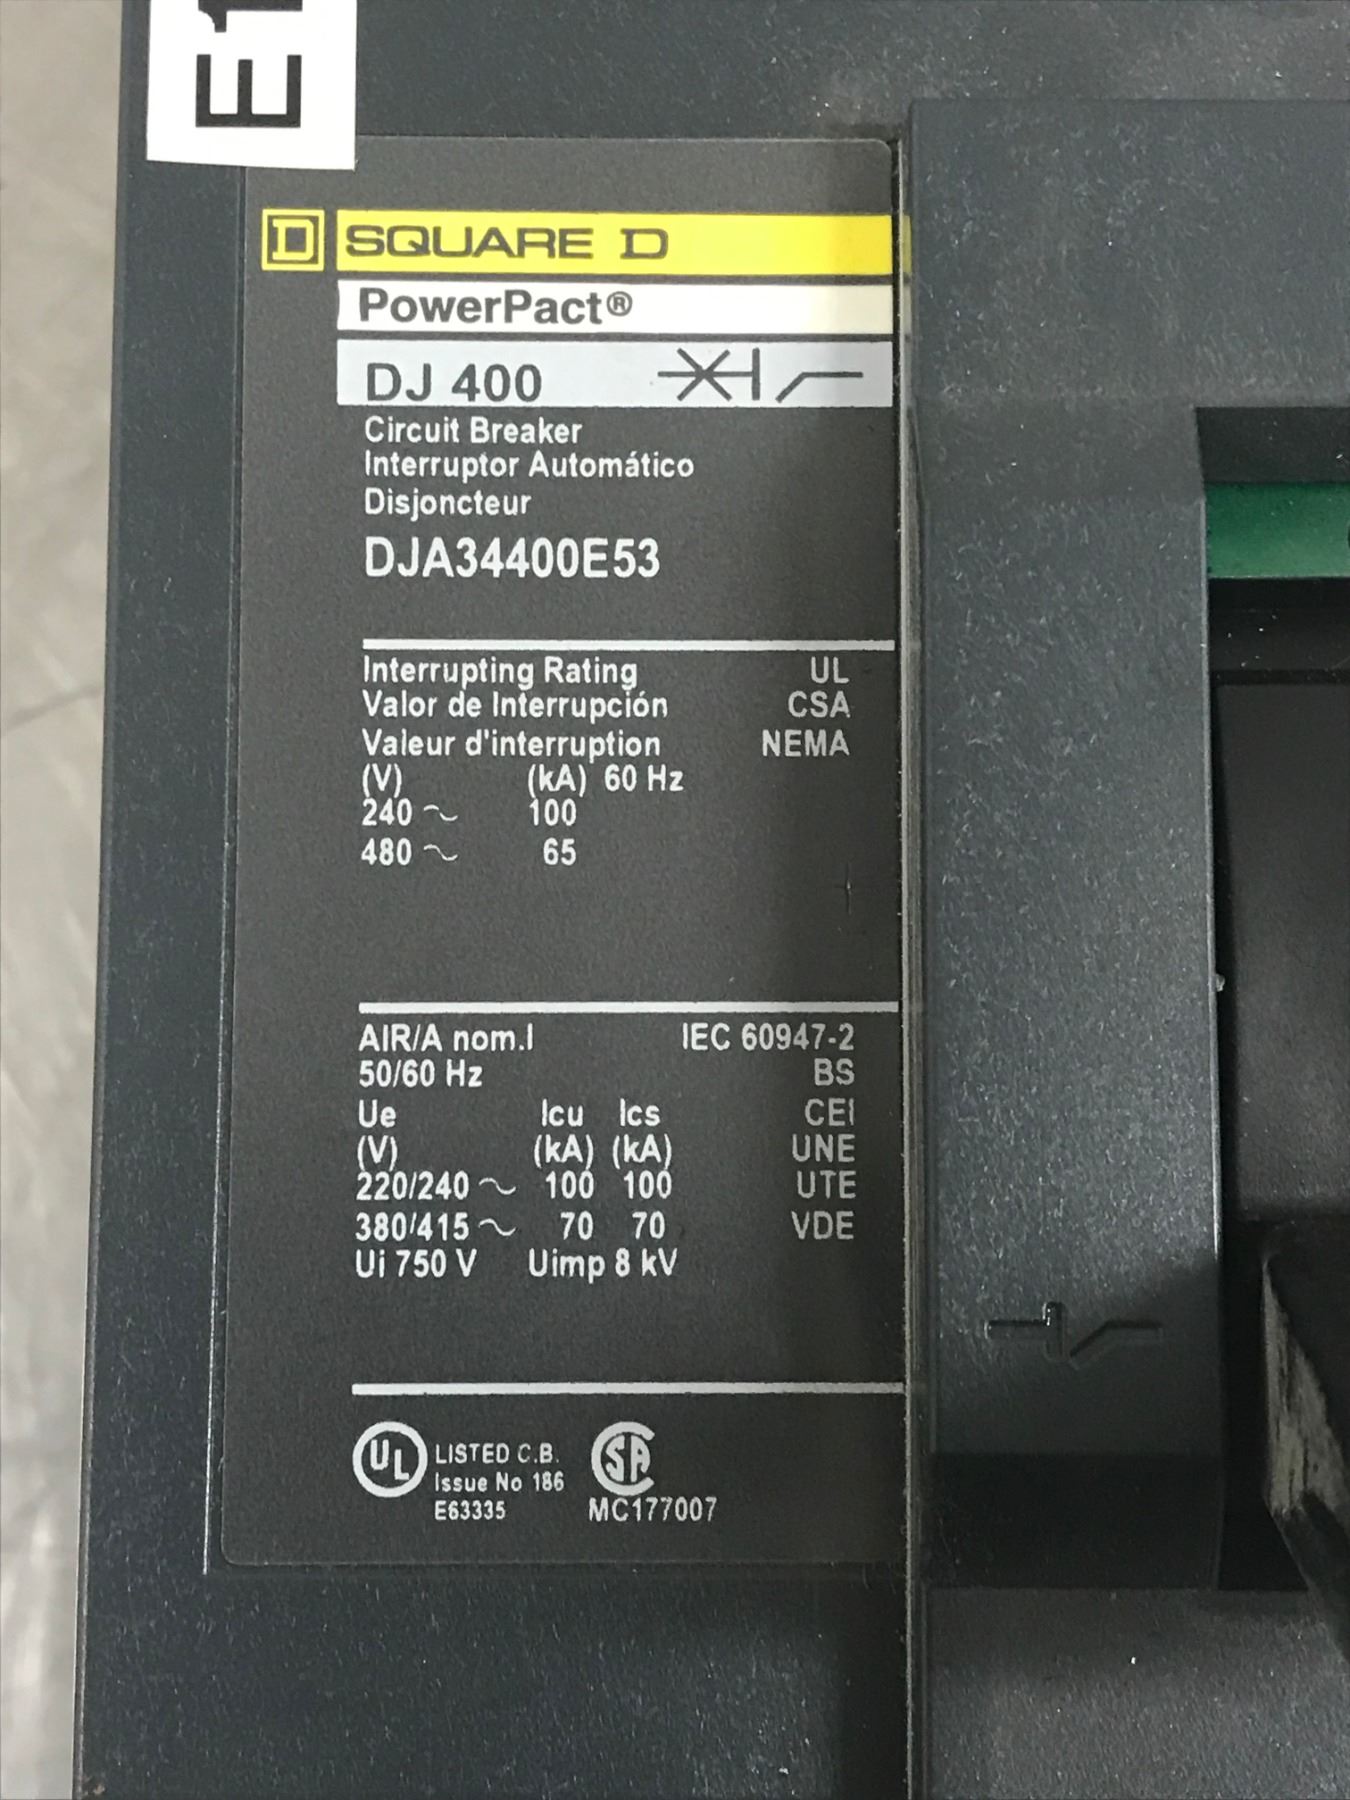 E1
SQUARE D
PowerPact®
DJ 400
Circuit Breaker
Interruptor Automático
Disjoncteur
DJA34400E53
Interrupting Rating UL
Valor de Interrupción CSA
Valeur d'interruption NEMA
(V) (kA) 60 Hz
240 ~ 100
480 ~ 65
AIR/A nom.I IEC 60947-2
50/60 Hz BS
Ue Icu Ics CEI
(V) (kA) (kA) UNE
220/240 ~ 100 100 UTE
380/415 ~ 70 70 VDE
Ui 750 V Uimp 8 kV
UL LISTED C.B. SA
Issue No 186
E63335 MC177007